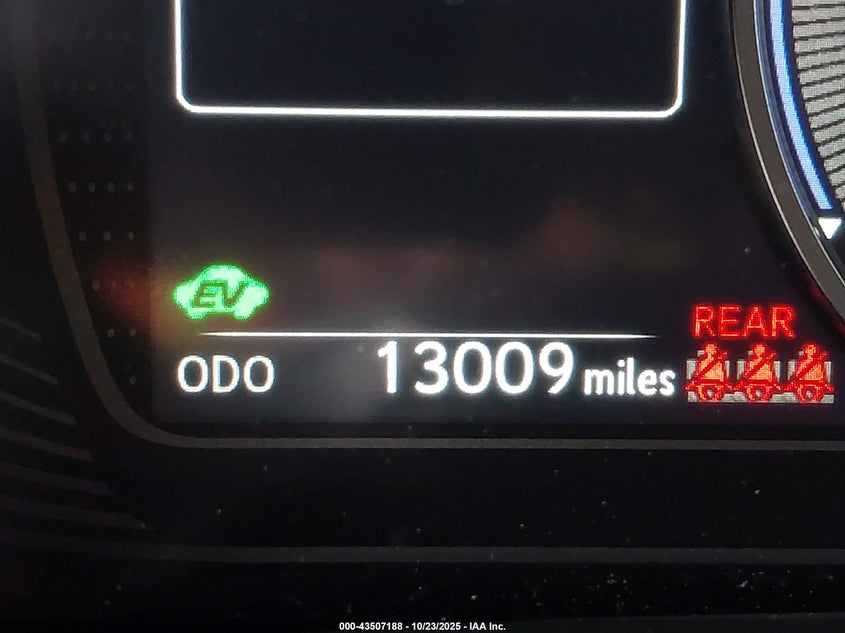 EV
REAR
ODO 13009 miles
000-43507188 - 10/23/2025 - IAA Inc.